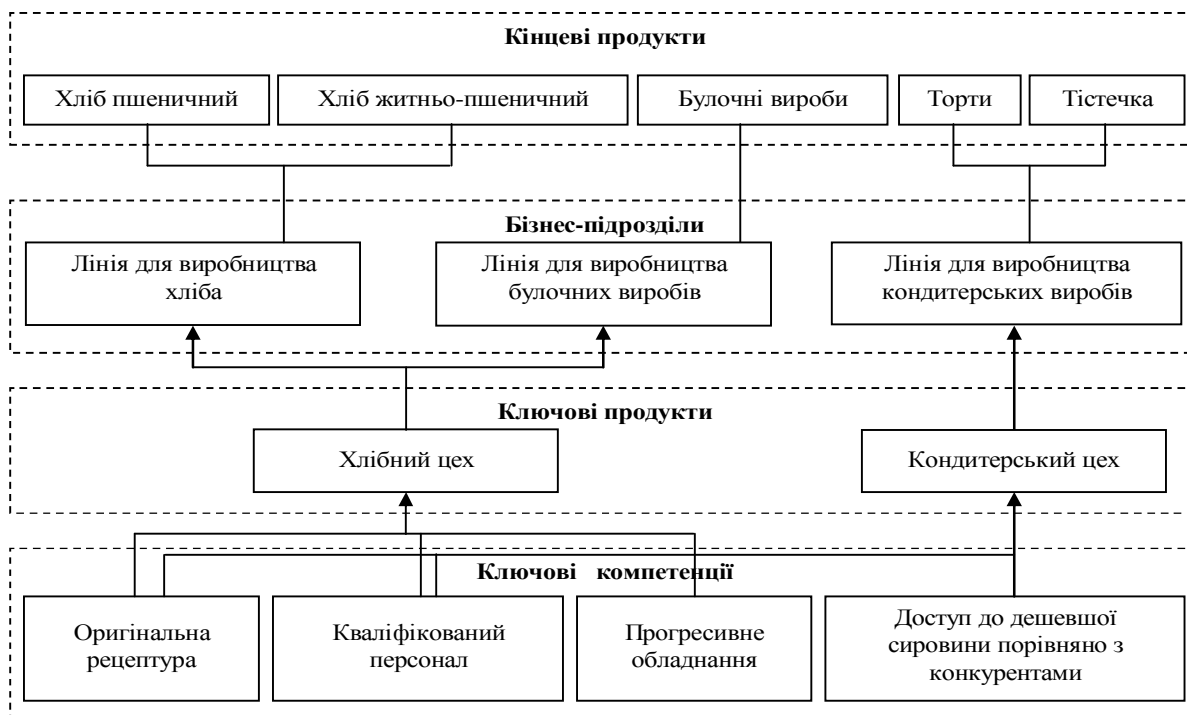 Кінцеві продукти
Хліб пшеничний
Хліб житньо-пшеничний
Булочні вироби
Торти
Тістечка
Бізнес-підрозділи
Лінія для виробництва
хліба
Лінія для виробництва
булочних виробів
Лінія для виробництва
кондитерських виробів
Ключові продукти
Хлібний цех
Кондитерський цех
Ключові компетенції
Оригінальна
рецептура
Кваліфікований
персонал
Прогресивне
обладнання
Доступ до дешевшої
сировини порівняно з
конкурентами